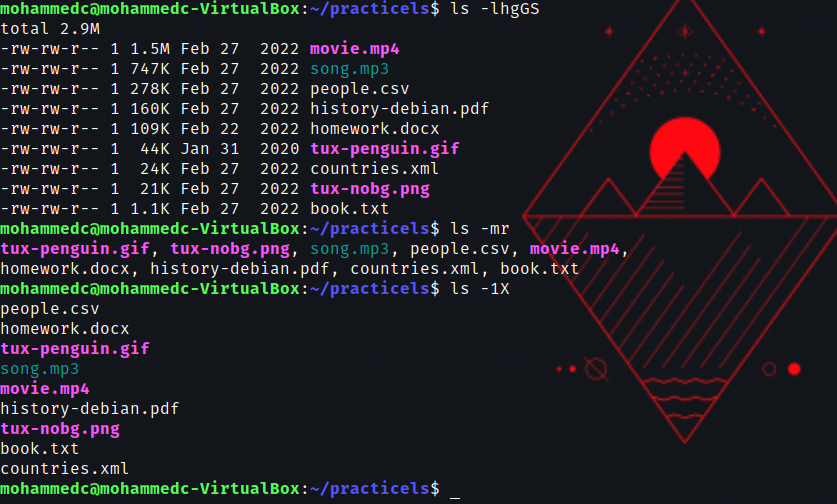 mohammedc@mohammedc-VirtualBox:~/practicels$ ls -lhgGS
total 2.9M
-rw-rw-r-- 1 1.5M Feb 27  2022 movie.mp4
-rw-rw-r-- 1 747K Feb 27  2022 song.mp3
-rw-rw-r-- 1 278K Feb 27  2022 people.csv
-rw-rw-r-- 1 160K Feb 27  2022 history-debian.pdf
-rw-rw-r-- 1 109K Feb 22  2022 homework.docx
-rw-rw-r-- 1  44K Jan 31  2020 tux-penguin.gif
-rw-rw-r-- 1  24K Feb 27  2022 countries.xml
-rw-rw-r-- 1  21K Feb 27  2022 tux-nobg.png
-rw-rw-r-- 1 1.1K Feb 27  2022 book.txt
mohammedc@mohammedc-VirtualBox:~/practicels$ ls -mr
tux-penguin.gif, tux-nobg.png, song.mp3, people.csv, movie.mp4,
homework.docx, history-debian.pdf, countries.xml, book.txt
mohammedc@mohammedc-VirtualBox:~/practicels$ ls -1X
people.csv
homework.docx
tux-penguin.gif
song.mp3
movie.mp4
history-debian.pdf
tux-nobg.png
book.txt
countries.xml
mohammedc@mohammedc-VirtualBox:~/practicels$ _